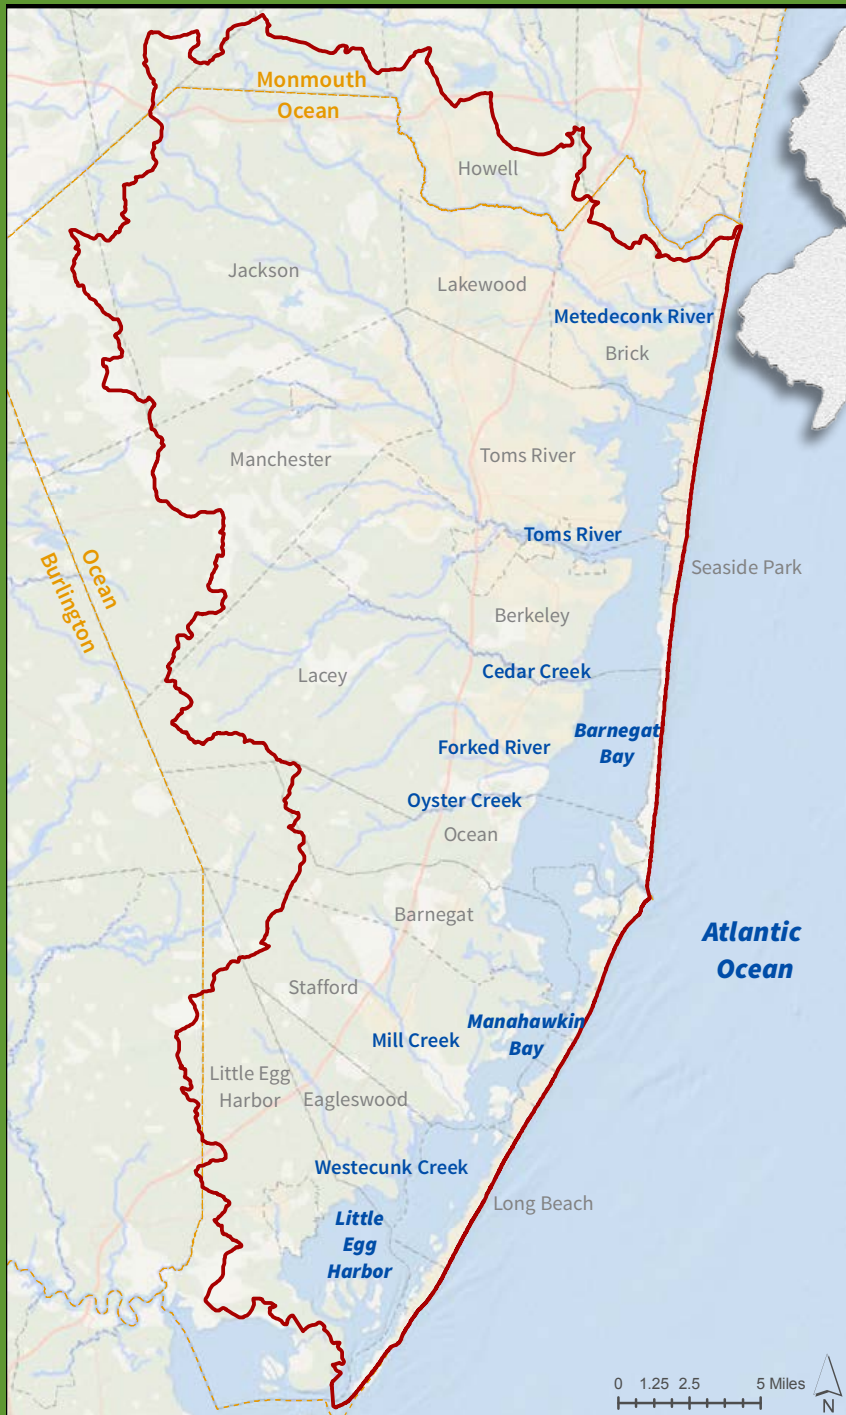 Monmouth
Ocean
Howell
Jackson
Lakewood
Metedeconk River
Brick
Manchester
Toms River
Toms River
Ocean
Burlington
Seaside Park
Berkeley
Lacey
Cedar Creek
Barnegat
Bay
Forked River
Oyster Creek
Ocean
Barnegat
Atlantic
Ocean
Stafford
Manahawkin
Bay
Mill Creek
Little Egg
Harbor
Eagleswood
Westecunk Creek
Long Beach
Little
Egg
Harbor
0 1.25 2.5 5 Miles
N